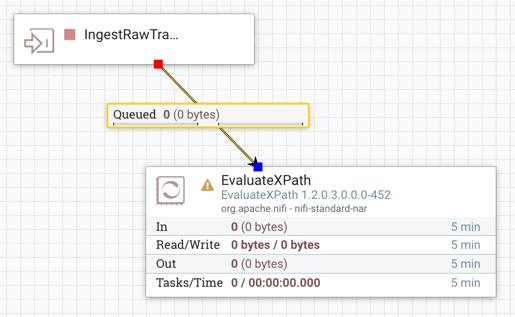 IngestRawTra...
Queued 0 (0 bytes)
EvaluateXPath
EvaluateXPath 1.2.0.3.0.0.0-452
org.apache.nifi - nifi-standard-nar
In 0 (0 bytes) 5 min
Read/Write 0 bytes / 0 bytes 5 min
Out 0 (0 bytes) 5 min
Tasks/Time 0 / 00:00:00.000 5 min